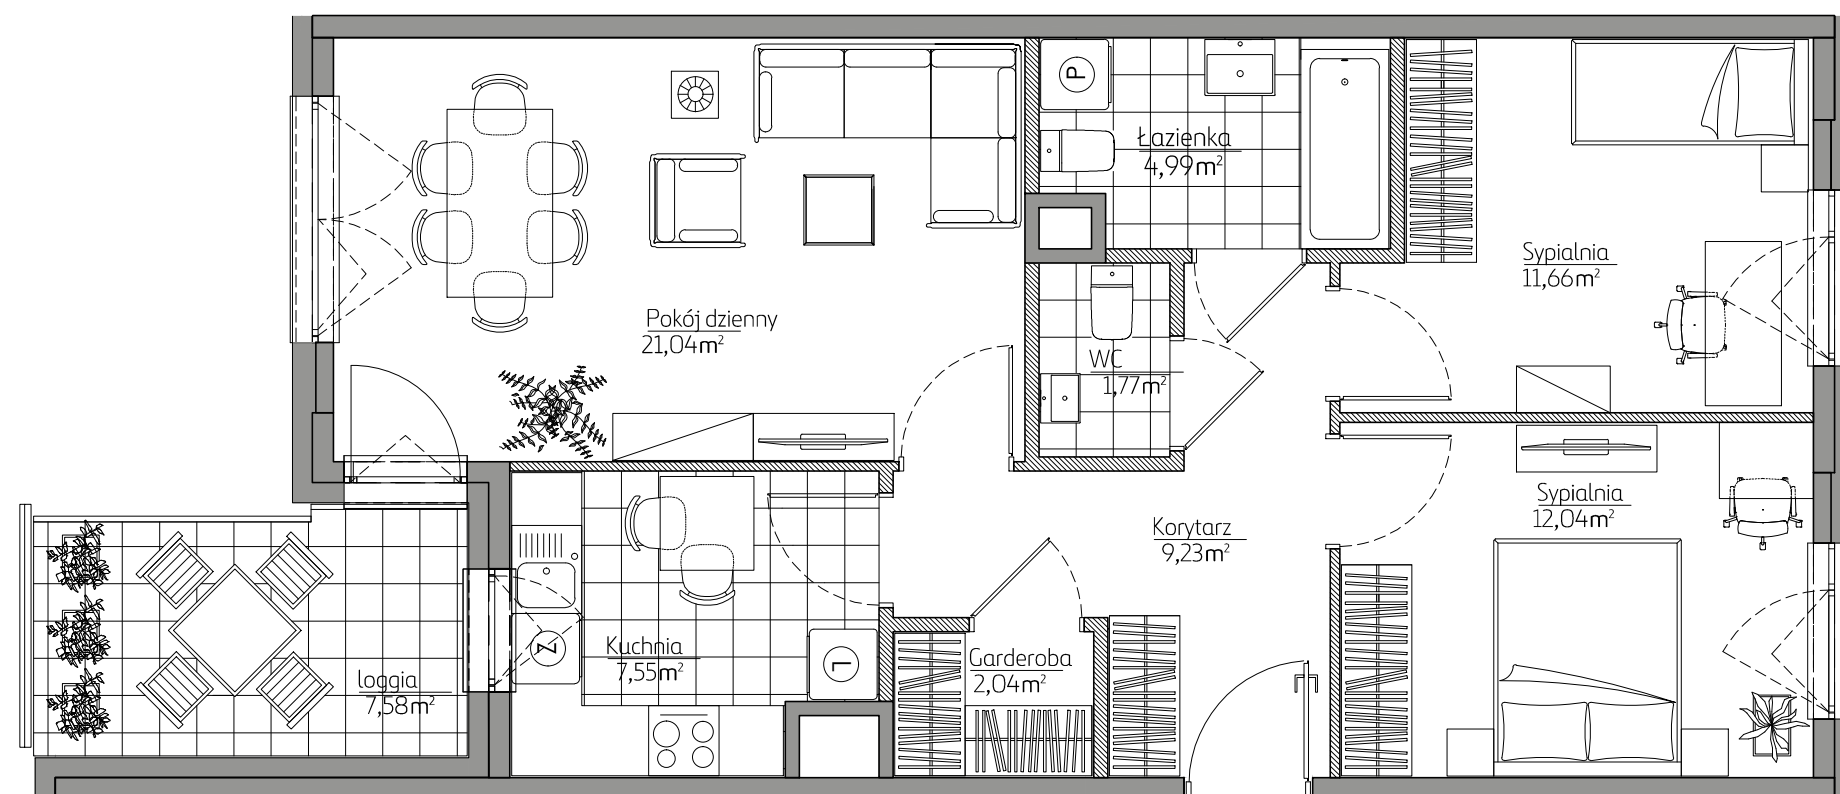 P
Łazienka
4,99m²
Sypialnia
11,66m²
Pokój dzienny
21,04m²
WC
1,77m²
Sypialnia
12,04m²
Korytarz
9,23m²
Z
Kuchnia
7,55m²
L
Garderoba
2,04m²
loggia
7,58m²